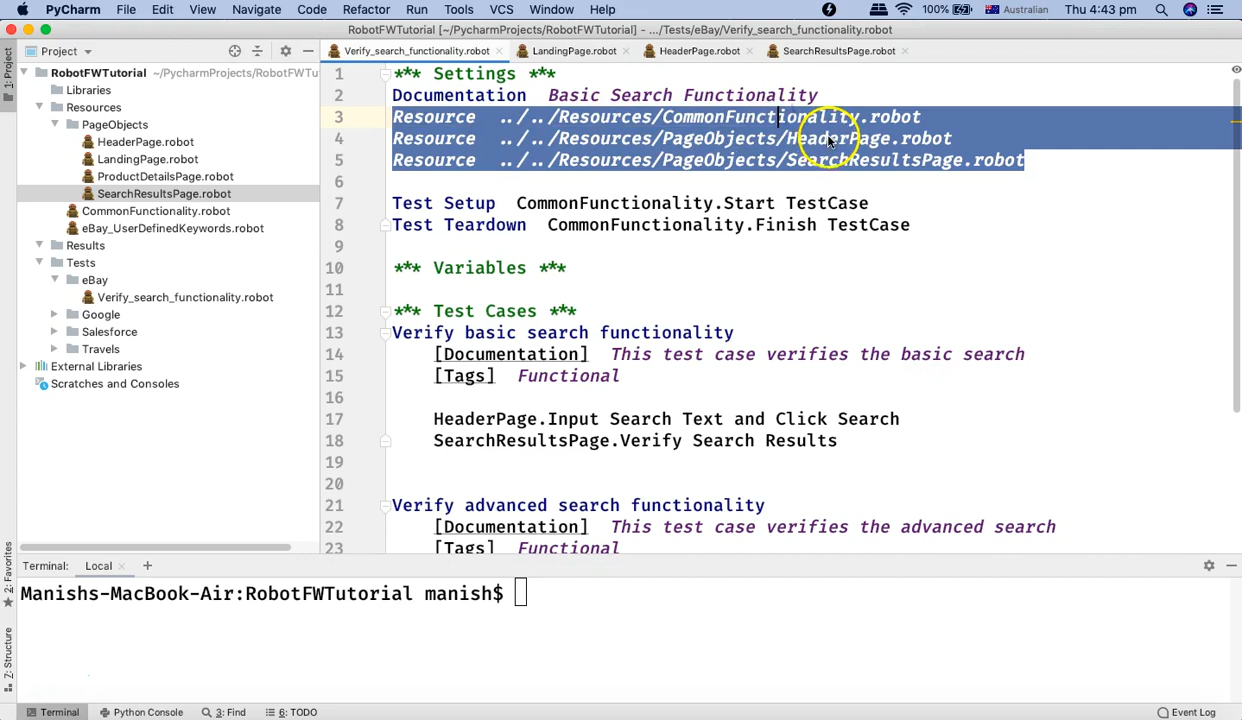 PyCharm File Edit View Navigate Code Refactor Run Tools VCS Window Help 100% Australian Thu 4:43 pm
RobotFWTutorial [~/PycharmProjects/RobotFWTutorial] - .../Tests/eBay/Verify_search_functionality.robot
1: Project
Project
Verify_search_functionality.robot LandingPage.robot HeaderPage.robot SearchResultsPage.robot
RobotFWTutorial ~/PycharmProjects/RobotFWTu
Libraries
Resources
PageObjects
HeaderPage.robot
LandingPage.robot
ProductDetailsPage.robot
SearchResultsPage.robot
CommonFunctionality.robot
eBay_UserDefinedKeywords.robot
Results
Tests
eBay
Verify_search_functionality.robot
Google
Salesforce
Travels
External Libraries
Scratches and Consoles
1 *** Settings ***
2 Documentation Basic Search Functionality
3 Resource ../../Resources/CommonFunctionality.robot
4 Resource ../../Resources/PageObjects/HeaderPage.robot
5 Resource ../../Resources/PageObjects/SearchResultsPage.robot
6
7 Test Setup CommonFunctionality.Start TestCase
8 Test Teardown CommonFunctionality.Finish TestCase
9
10 *** Variables ***
11
12 *** Test Cases ***
13 Verify basic search functionality
14 [Documentation] This test case verifies the basic search
15 [Tags] Functional
16
17 HeaderPage.Input Search Text and Click Search
18 SearchResultsPage.Verify Search Results
19
20
21 Verify advanced search functionality
22 [Documentation] This test case verifies the advanced search
23 [Tags] Functional
2: Favorites
7: Structure
Terminal: Local +
Manishs-MacBook-Air:RobotFWTutorial manish$
Terminal Python Console 3: Find 6: TODO Event Log